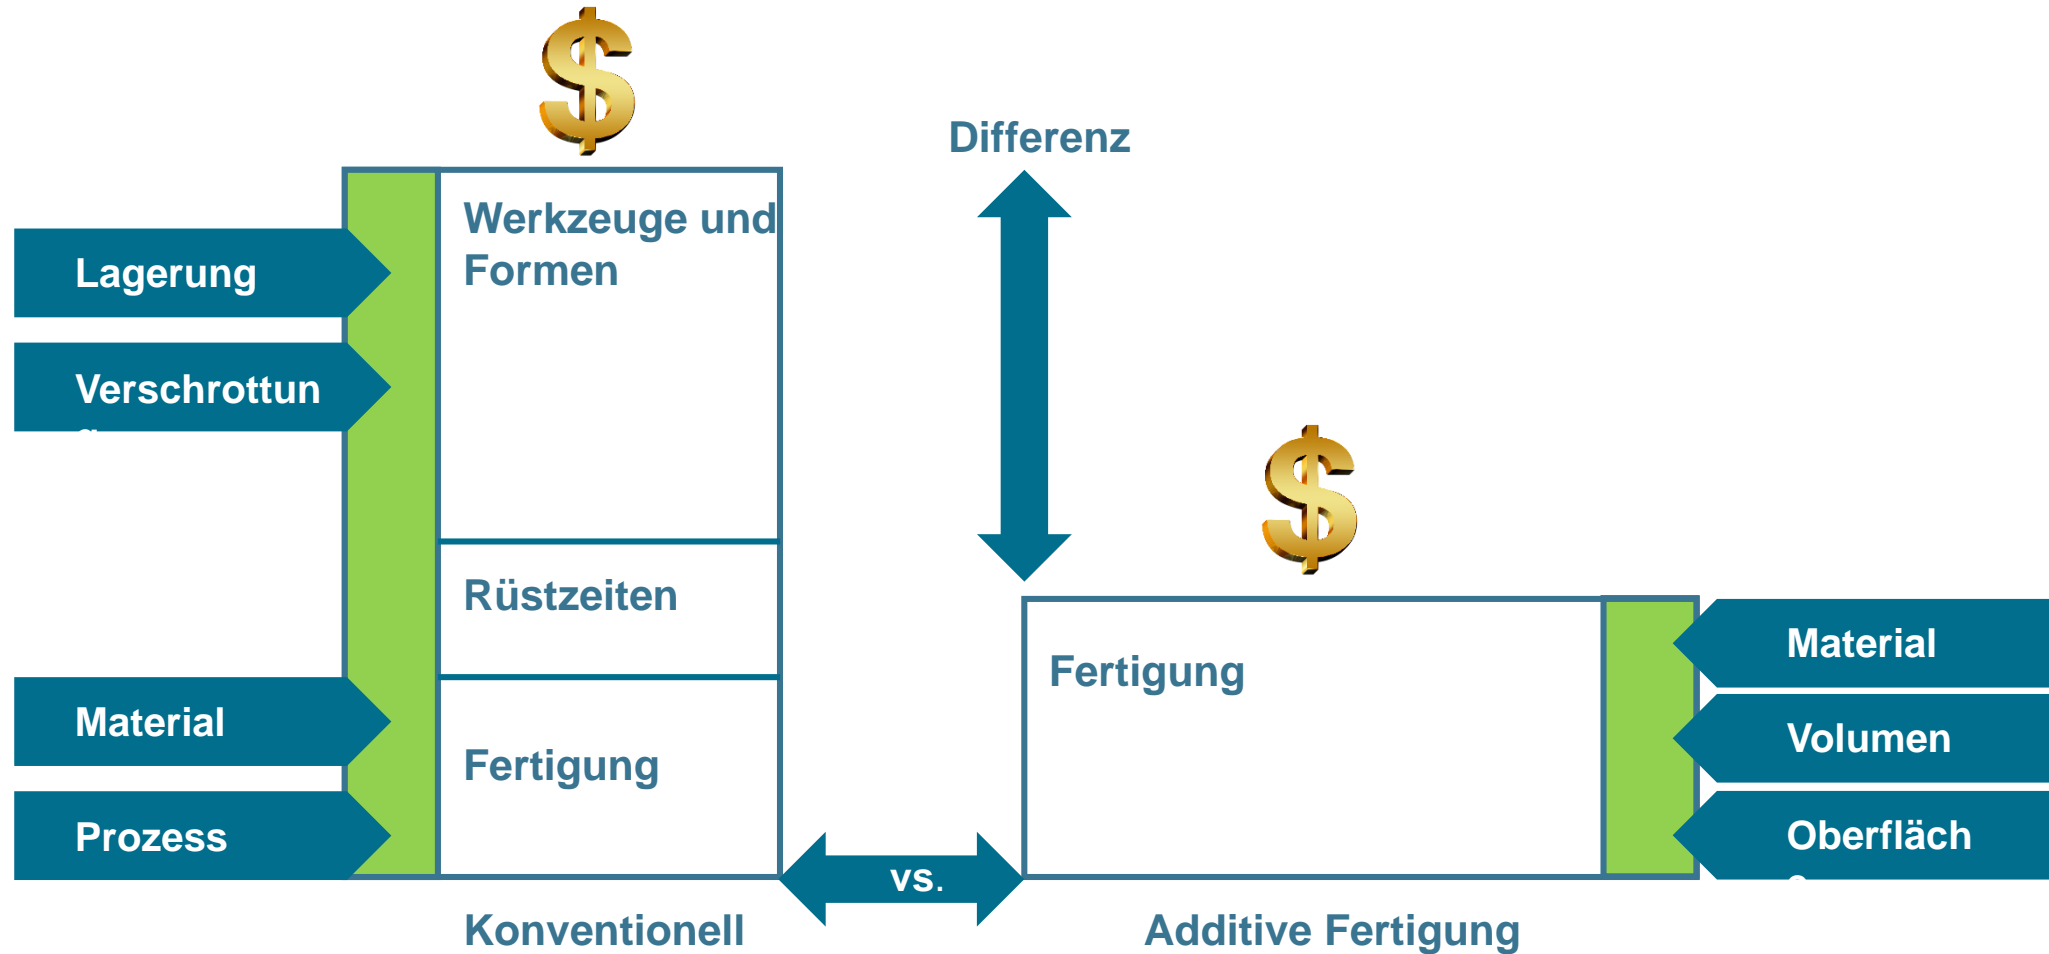 Differenz
Werkzeuge und
Formen
Lagerung
Verschrottun
g
Rüstzeiten
Material
Fertigung
Prozess
Fertigung
Material
Volumen
Oberfläch
e
vs.
Konventionell
Additive Fertigung